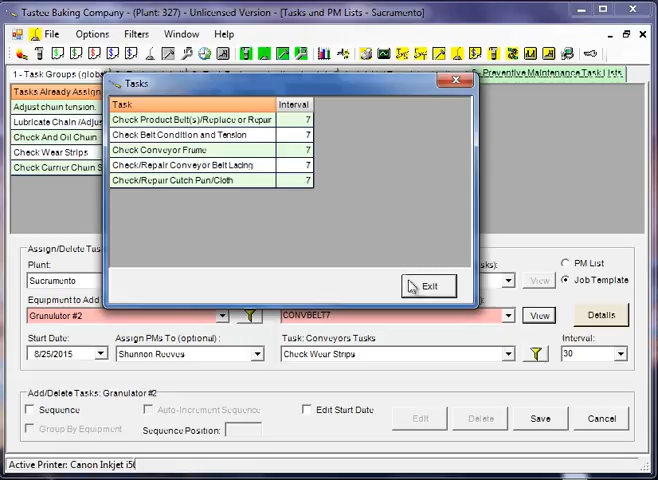 Tastee Baking Company - (Plant: 327) - Unlicensed Version - [Tasks and PM Lists - Sacramento]
File Options Filters Window Help
1 - Task Groups (globa
Preventive Maintenance Task Lists
Tasks
Tasks Already Assign
Adjust chain tension.
Lubricate Chain /Adjus
Check And Oil Chain
Check Wear Strips
Check Carrier Chain S
Task Interval
Check Product Belt(s)/Replace or Repair 7
Check Belt Condition and Tension 7
Check Conveyor Frame 7
Check/Repair Conveyor Belt Lacing 7
Check/Repair Cutch Pan/Cloth 7
Exit
Assign/Delete Tas
sks):
Plant:
Sacramento
View
PM List
Job Template
Equipment to Add
Granulator #2
CONVBELT7
View
Details
Start Date: Assign PMs To (optional): Task: Conveyors Tasks Interval:
8/25/2015 Shannon Reeves Check Wear Strips 30
Add/Delete Tasks: Granulator #2
Sequence Auto-Increment Sequence Edit Start Date
Group By Equipment Sequence Position:
Edit Delete Save Cancel
Active Printer: Canon Inkjet i5